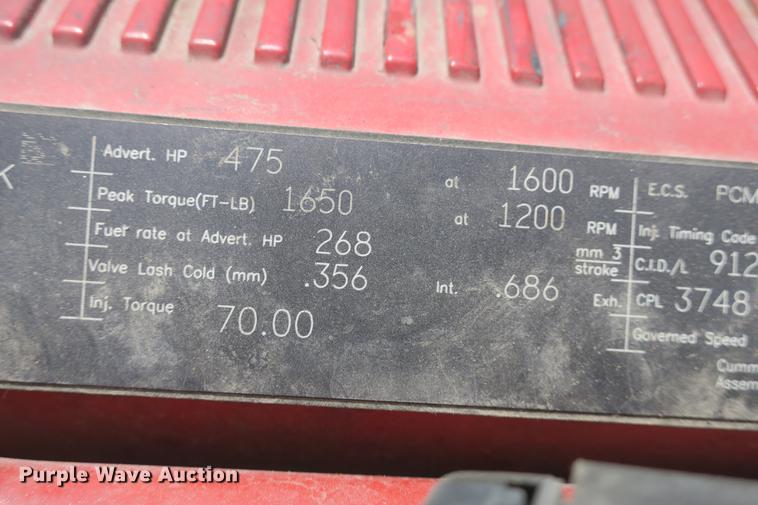 K
Advert. HP 475 at 1600 RPM
Peak Torque(FT-LB) 1650 at 1200 RPM
Fuel rate at Advert. HP 268 mm 3 stroke
Valve Lash Cold (mm) .356 Int. .686 Exh.
Inj. Torque 70.00
E.C.S. PCM
Inj. Timing Code
C.I.D./L 912
CPL 3748
Governed Speed
Cumm
Assem
Purple Wave Auction